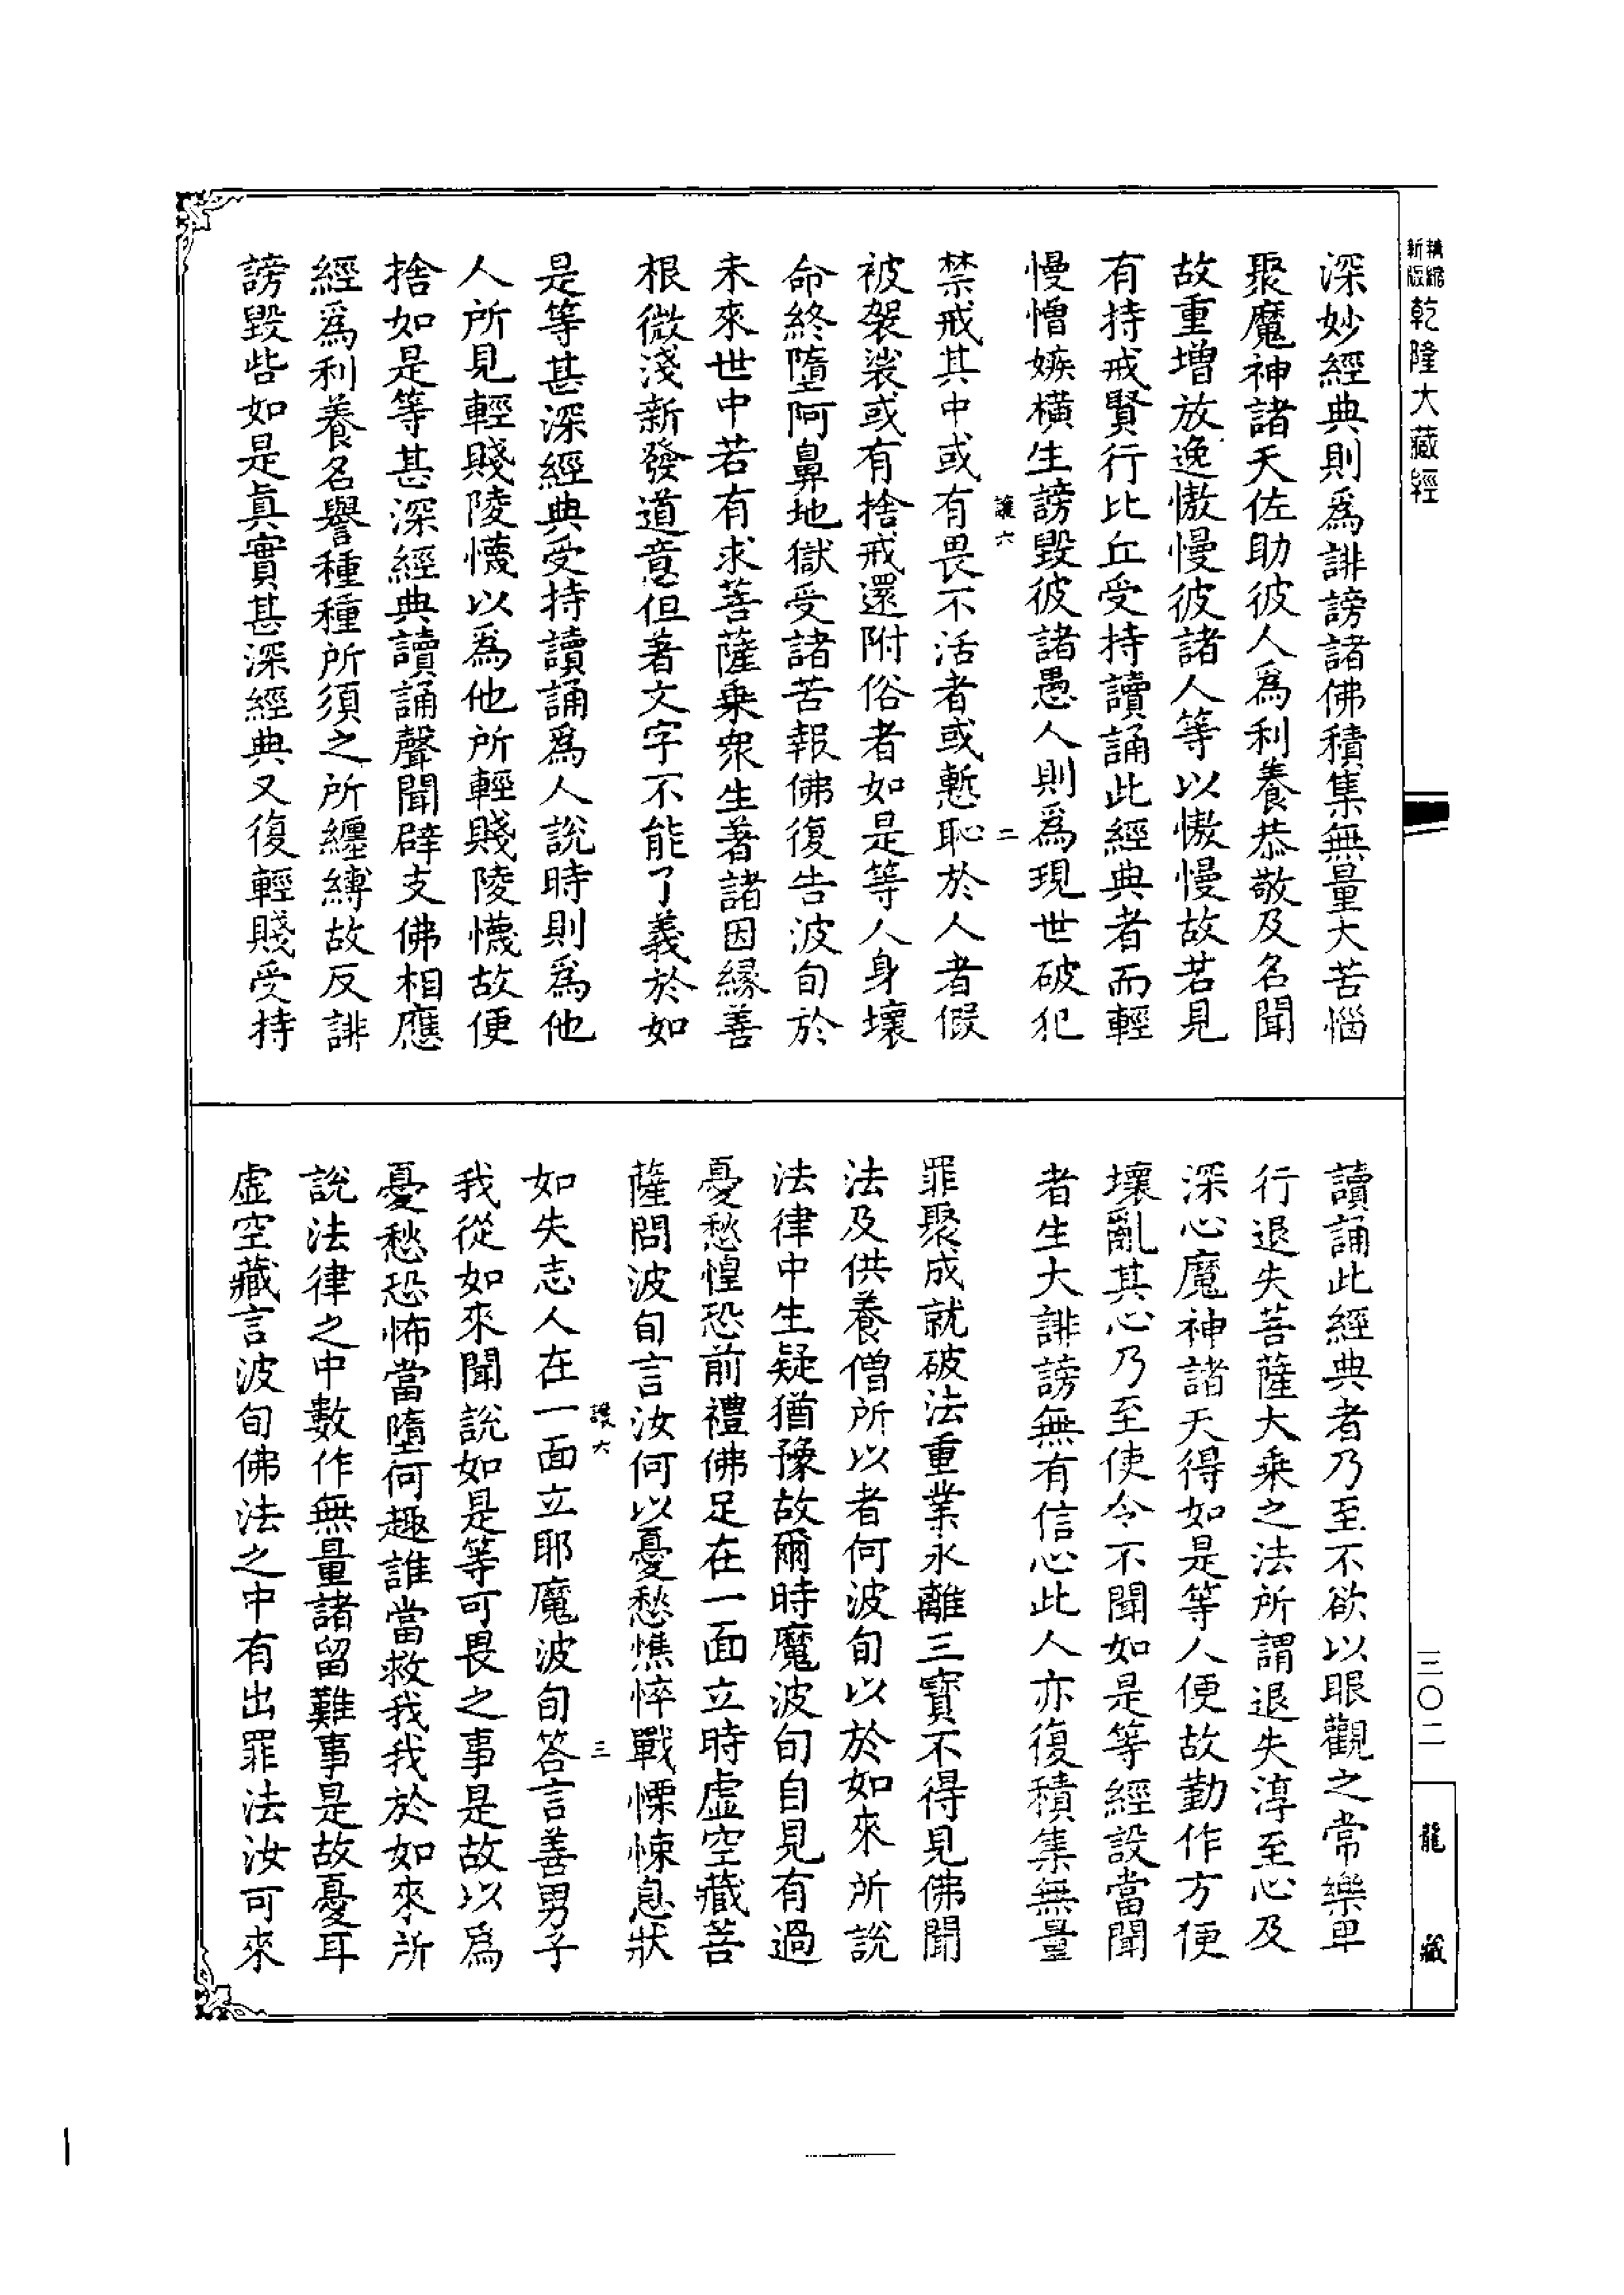 新編縮版
乾隆大藏經
深妙經典則爲誹謗諸佛積集無量大苦惱
聚魔神諸天佐助彼人爲利養恭敬及名聞
故重增放逸慠慢彼諸人等以慠慢故若見
有持戒賢行比丘受持讀誦此經典者而輕
慢憎嫉橫生謗毀彼諸愚人則爲現世破犯
護六
二
禁戒其中或有畏不活者或慙恥於人者假
被袈裟或有捨戒還附俗者如是等人身壞
命終墮阿鼻地獄受諸苦報佛復告波旬於
未來世中若有求菩薩乗衆生著諸因緣善
根微淺新發道意但著文字不能了義於如
是等甚深經典受持讀誦爲人說時則爲他
人所見輕賤陵懱以爲他所輕賤陵懱故便
捨如是等甚深經典讀誦聲聞辟支佛相應
經爲利養名譽種種所須之所纏縛故反誹
謗毀呰如是真實甚深經典又復輕賤受持
讀誦此經典者乃至不欲以眼觀之常樂卑
行退失菩薩大乘之法所謂退失淳至心及
深心魔神諸天得如是等人便故勤作方便
壞亂其心乃至使令不聞如是等經設當聞
者生大誹謗無有信心此人亦復積集無量
罪聚成就破法重業永離三寶不得見佛聞
法及供養僧所以者何波旬以於如來所說
法律中生疑猶豫故爾時魔波旬自見有過
憂愁惶恐前禮佛足在一面立時虛空藏菩
薩問波旬言汝何以憂愁憔悴戰慄悚息狀
護六
三
如失志人在一面立耶魔波旬答言善男子
我從如來聞說如是等可畏之事是故以爲
憂愁恐怖當墮何趣誰當救我我於如來所
說法律之中數作無量諸留難事是故憂耳
虛空藏言波旬佛法之中有出罪法汝可來
三〇二
龍藏